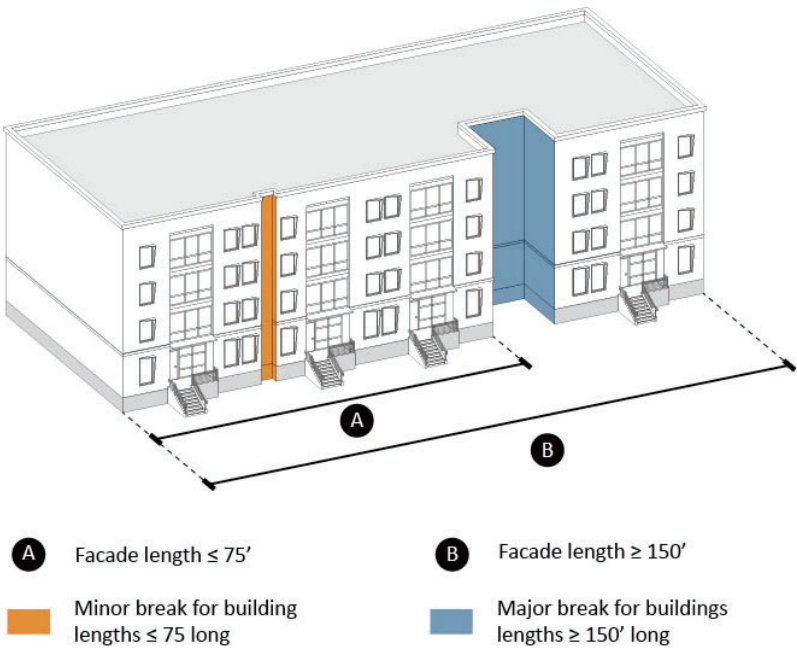 A
B
A Facade length ≤ 75’
B Facade length ≥ 150’
Minor break for building
lengths ≤ 75 long
Major break for buildings
lengths ≥ 150’ long